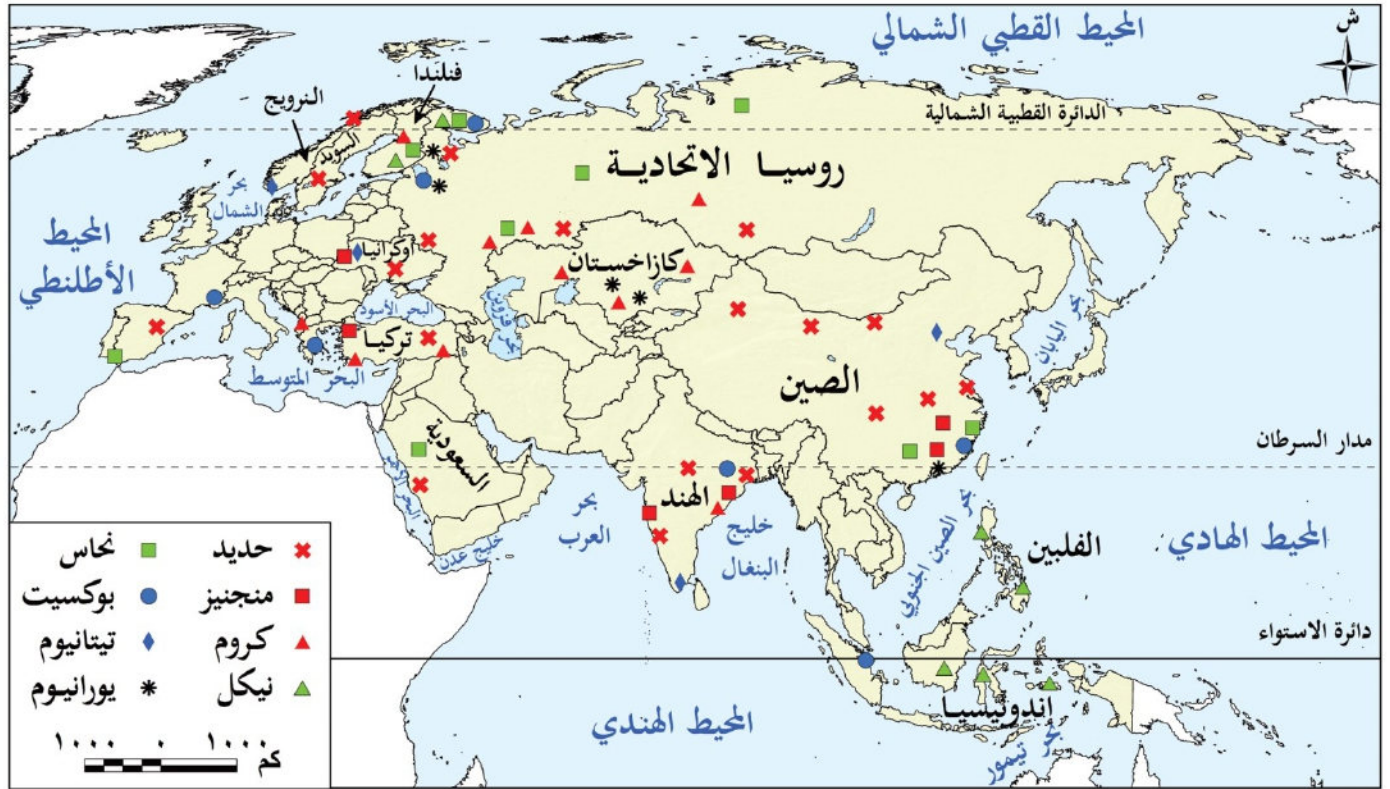 المحيط القطبي الشمالي
ش
الدائرة القطبية الشمالية
فنلندا
النرويج
السويد
روسيا الاتحادية
بحر
الشمال
المحيط
الأطلنطي
أوكرانيا
كازاخستان
البحر الأسود
بحر قزوين
تركيا
البحر المتوسط
بحر اليابان
الصين
السعودية
البحر الأحمر
خليج عدن
مدار السرطان
الهند
بحر
العرب
خليج
البنغال
بحر الصين الجنوبي
الفلبين
المحيط الهادي
دائرة الاستواء
إندونيسيا
المحيط الهندي
بحر تيمور
حديد
نحاس
منجنيز
بوكسيت
كروم
تيتانيوم
نيكل
يورانيوم
١٠٠٠ ٠ ١٠٠٠
كم